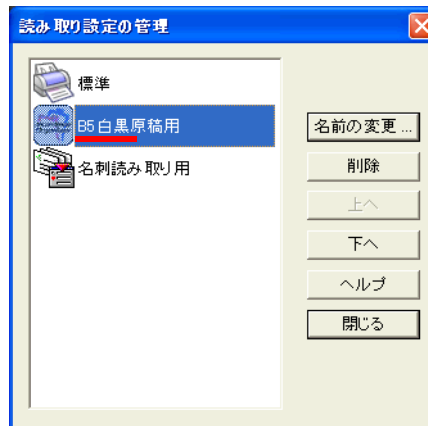 読み取り設定の管理
標準
B5白黒原稿用
名刺読み取り用
名前の変更...
削除
上へ
下へ
ヘルプ
閉じる